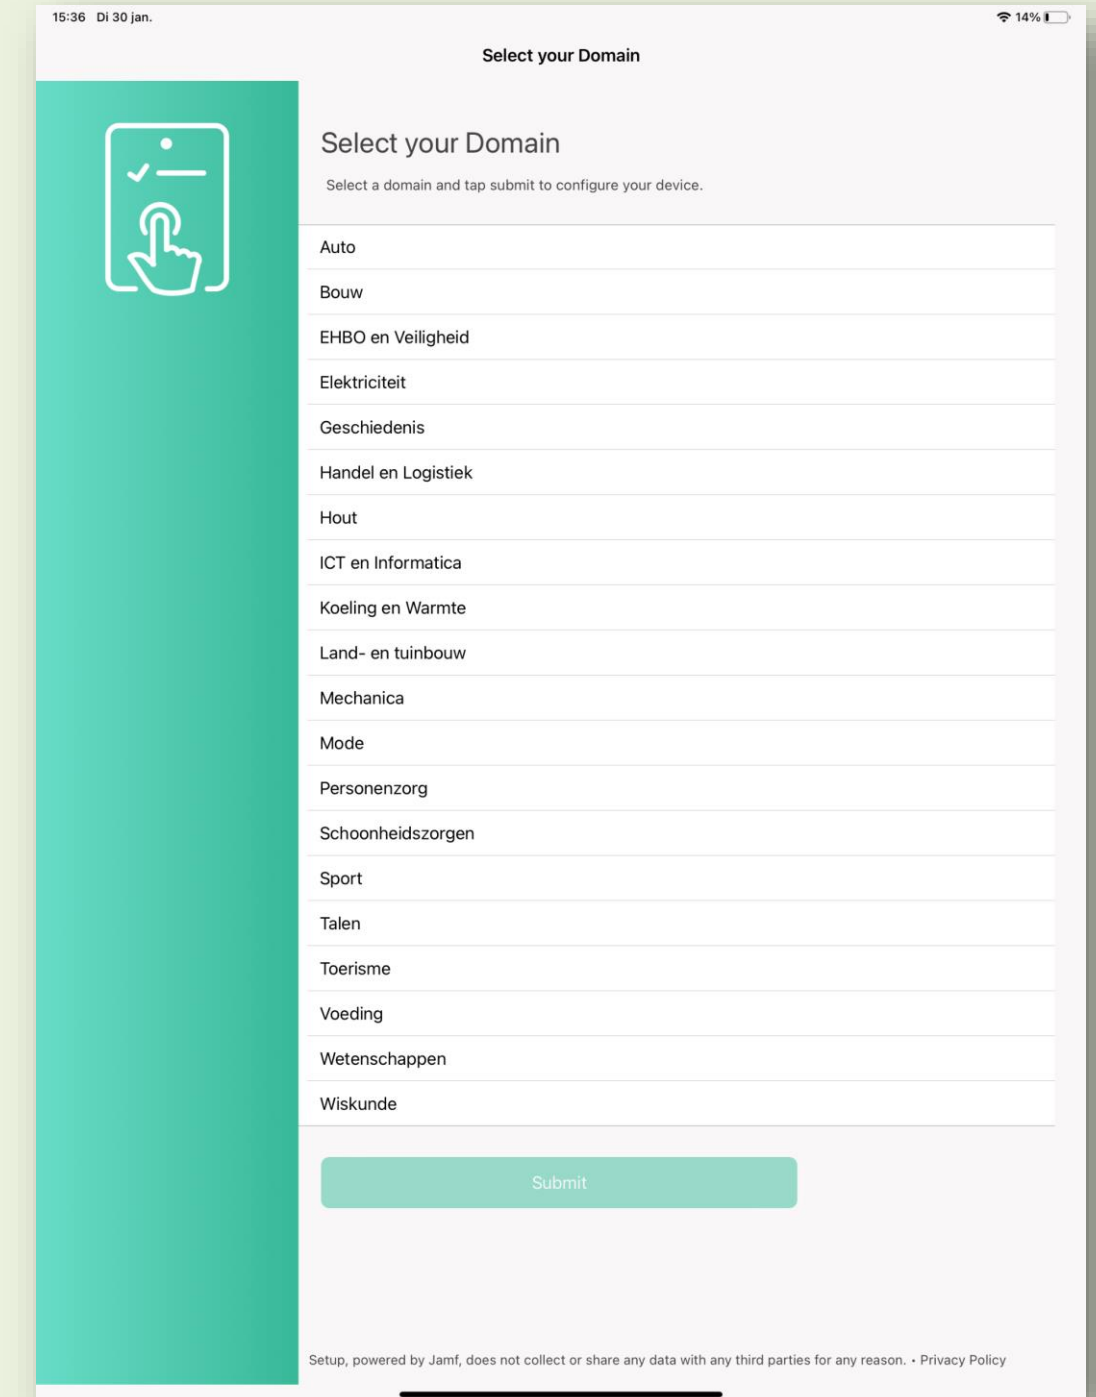 15:36 Di 30 jan.
14%
Select your Domain
Select your Domain
Select a domain and tap submit to configure your device.
Auto
Bouw
EHBO en Veiligheid
Elektriciteit
Geschiedenis
Handel en Logistiek
Hout
ICT en Informatica
Koeling en Warmte
Land- en tuinbouw
Mechanica
Mode
Personenzorg
Schoonheidszorgen
Sport
Talen
Toerisme
Voeding
Wetenschappen
Wiskunde
Submit
Setup, powered by Jamf, does not collect or share any data with any third parties for any reason. • Privacy Policy